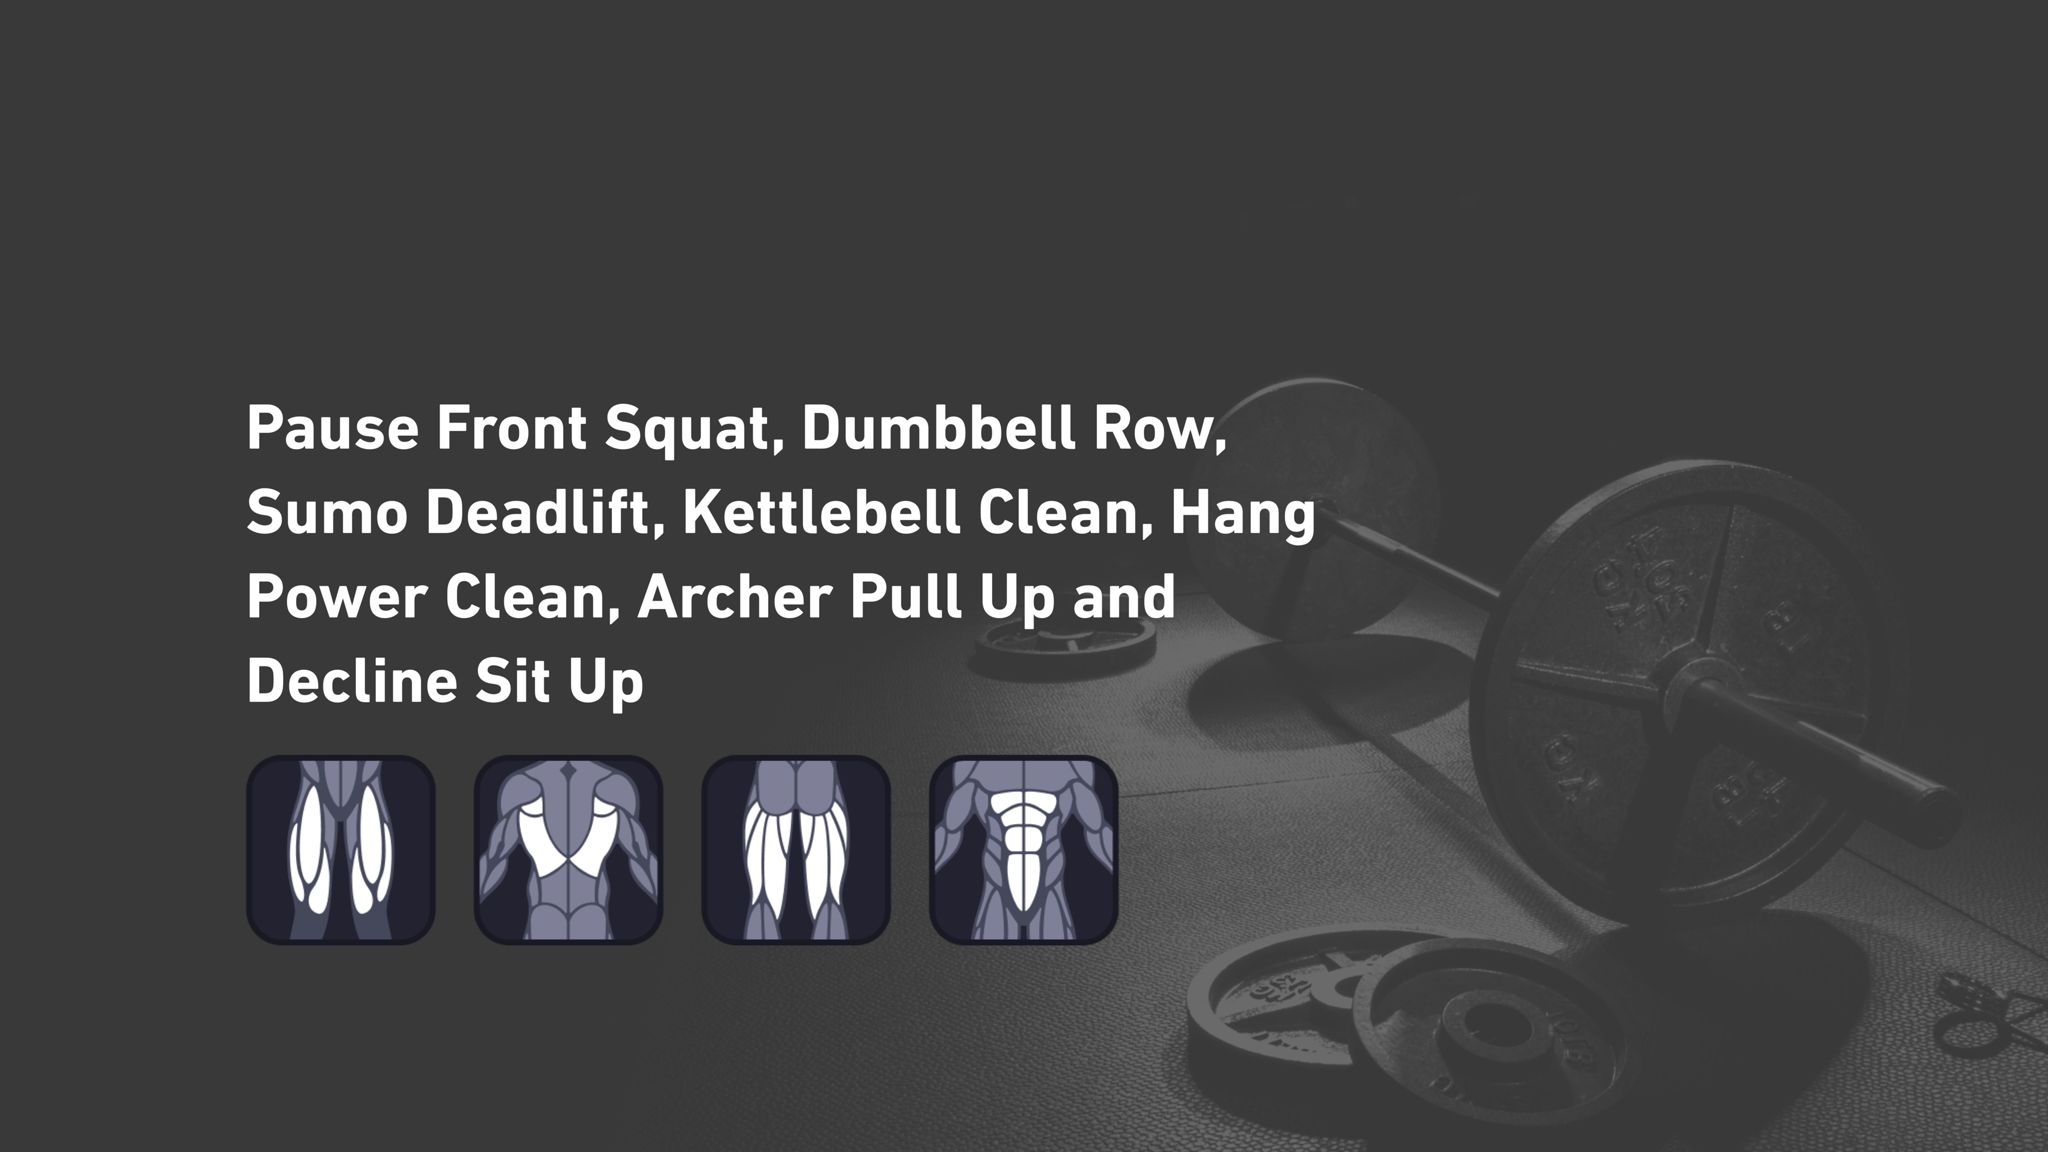 Pause Front Squat, Dumbbell Row,
Sumo Deadlift, Kettlebell Clean, Hang
Power Clean, Archer Pull Up and
Decline Sit Up
LB